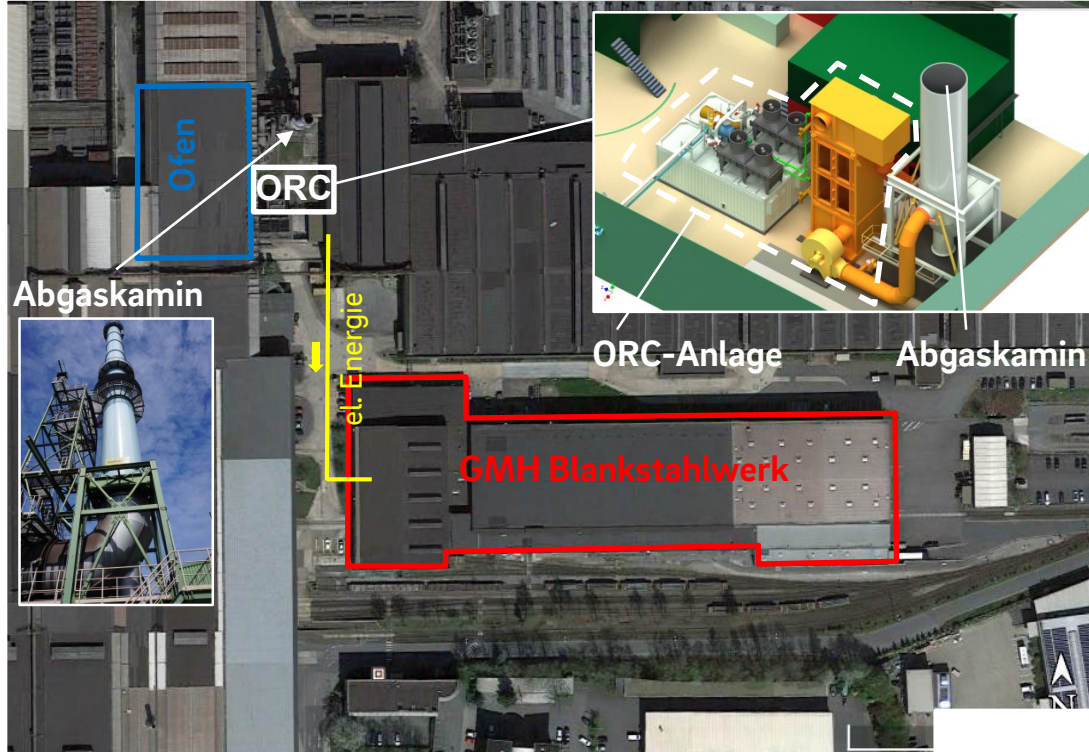 Ofen
ORC
Abgaskamin
el. Energie
ORC-Anlage
Abgaskamin
GMH Blankstahlwerk
N